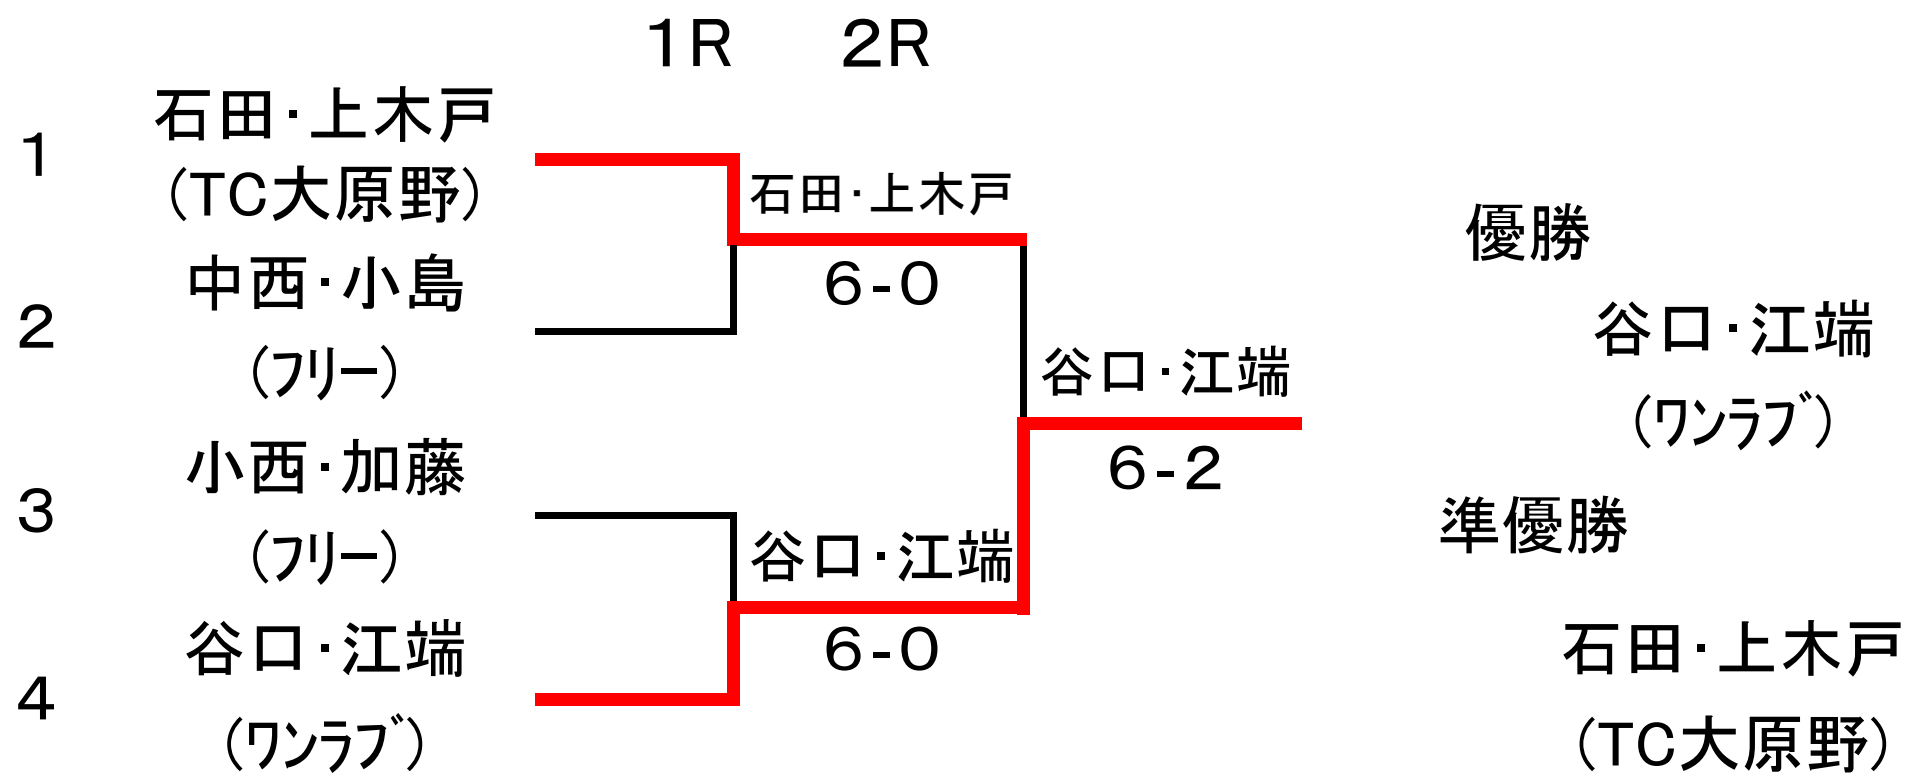 １R ２R
1 石田・上木戸
(TC大原野)
石田・上木戸
6-0
2 中西・小島
(フリー)
谷口・江端
6-2
3 小西・加藤
(フリー)
谷口・江端
6-0
4 谷口・江端
(ワンラブ)
優勝
谷口・江端
(ワンラブ)
準優勝
石田・上木戸
(TC大原野)